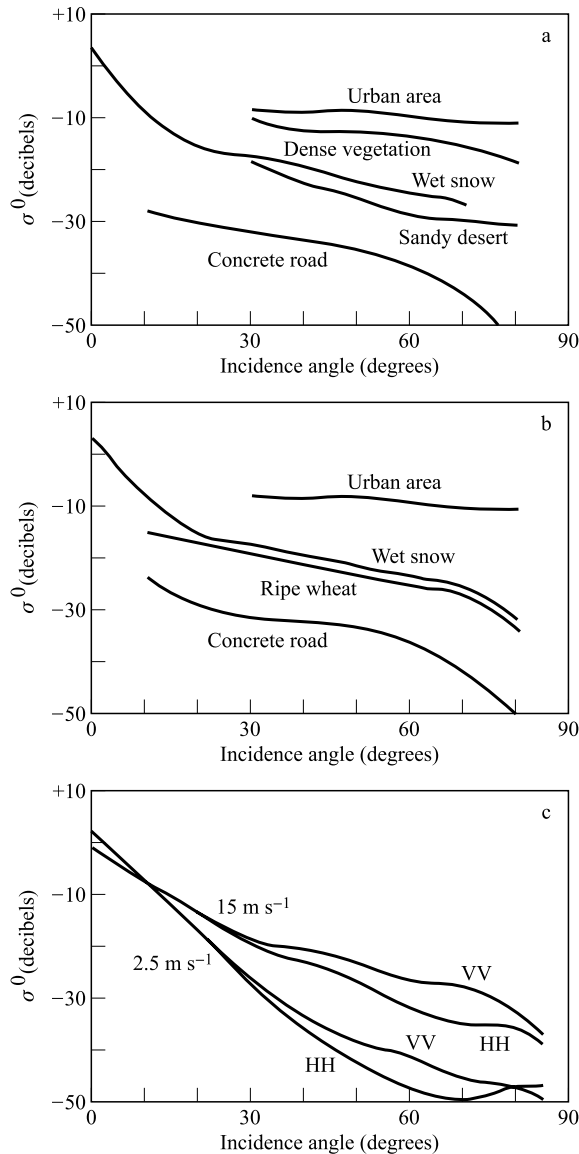 +10
a
Urban area
−10
Dense vegetation
Wet snow
σ⁰ (decibels)
−30
Sandy desert
Concrete road
−50
0 30 60 90
Incidence angle (degrees)
+10
b
Urban area
−10
Wet snow
σ⁰ (decibels)
Ripe wheat
−30
Concrete road
−50
0 30 60 90
Incidence angle (degrees)
+10
c
−10
15 m s⁻¹
σ⁰ (decibels)
2.5 m s⁻¹
VV
−30
VV HH
HH
−50
0 30 60 90
Incidence angle (degrees)